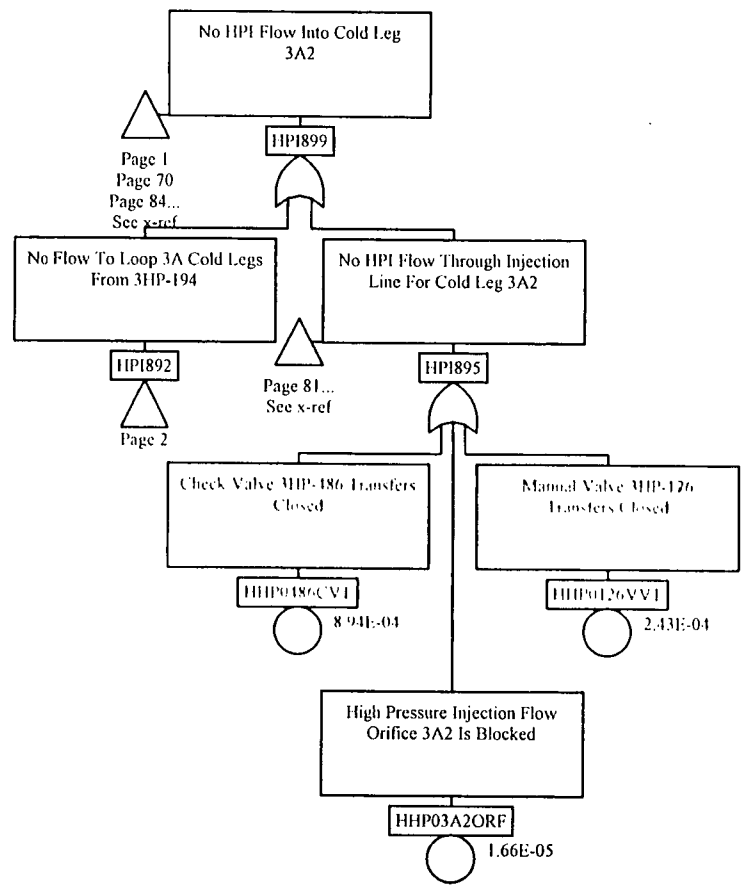 No HPI Flow Into Cold Leg
3A2
HPI899
Page 1
Page 70
Page 84...
See x-ref
No Flow To Loop 3A Cold Legs
From 3HP-194
No HPI Flow Through Injection
Line For Cold Leg 3A2
HPI892
Page 2
Page 81...
See x-ref
HPI895
Check Valve 3HP-486 Transfers
Closed
Manual Valve 3HP-126
Transfers Closed
HHP0486CVT
8.94E-04
HHP0126VVT
2.43E-04
High Pressure Injection Flow
Orifice 3A2 Is Blocked
HHP03A2ORF
1.66E-05